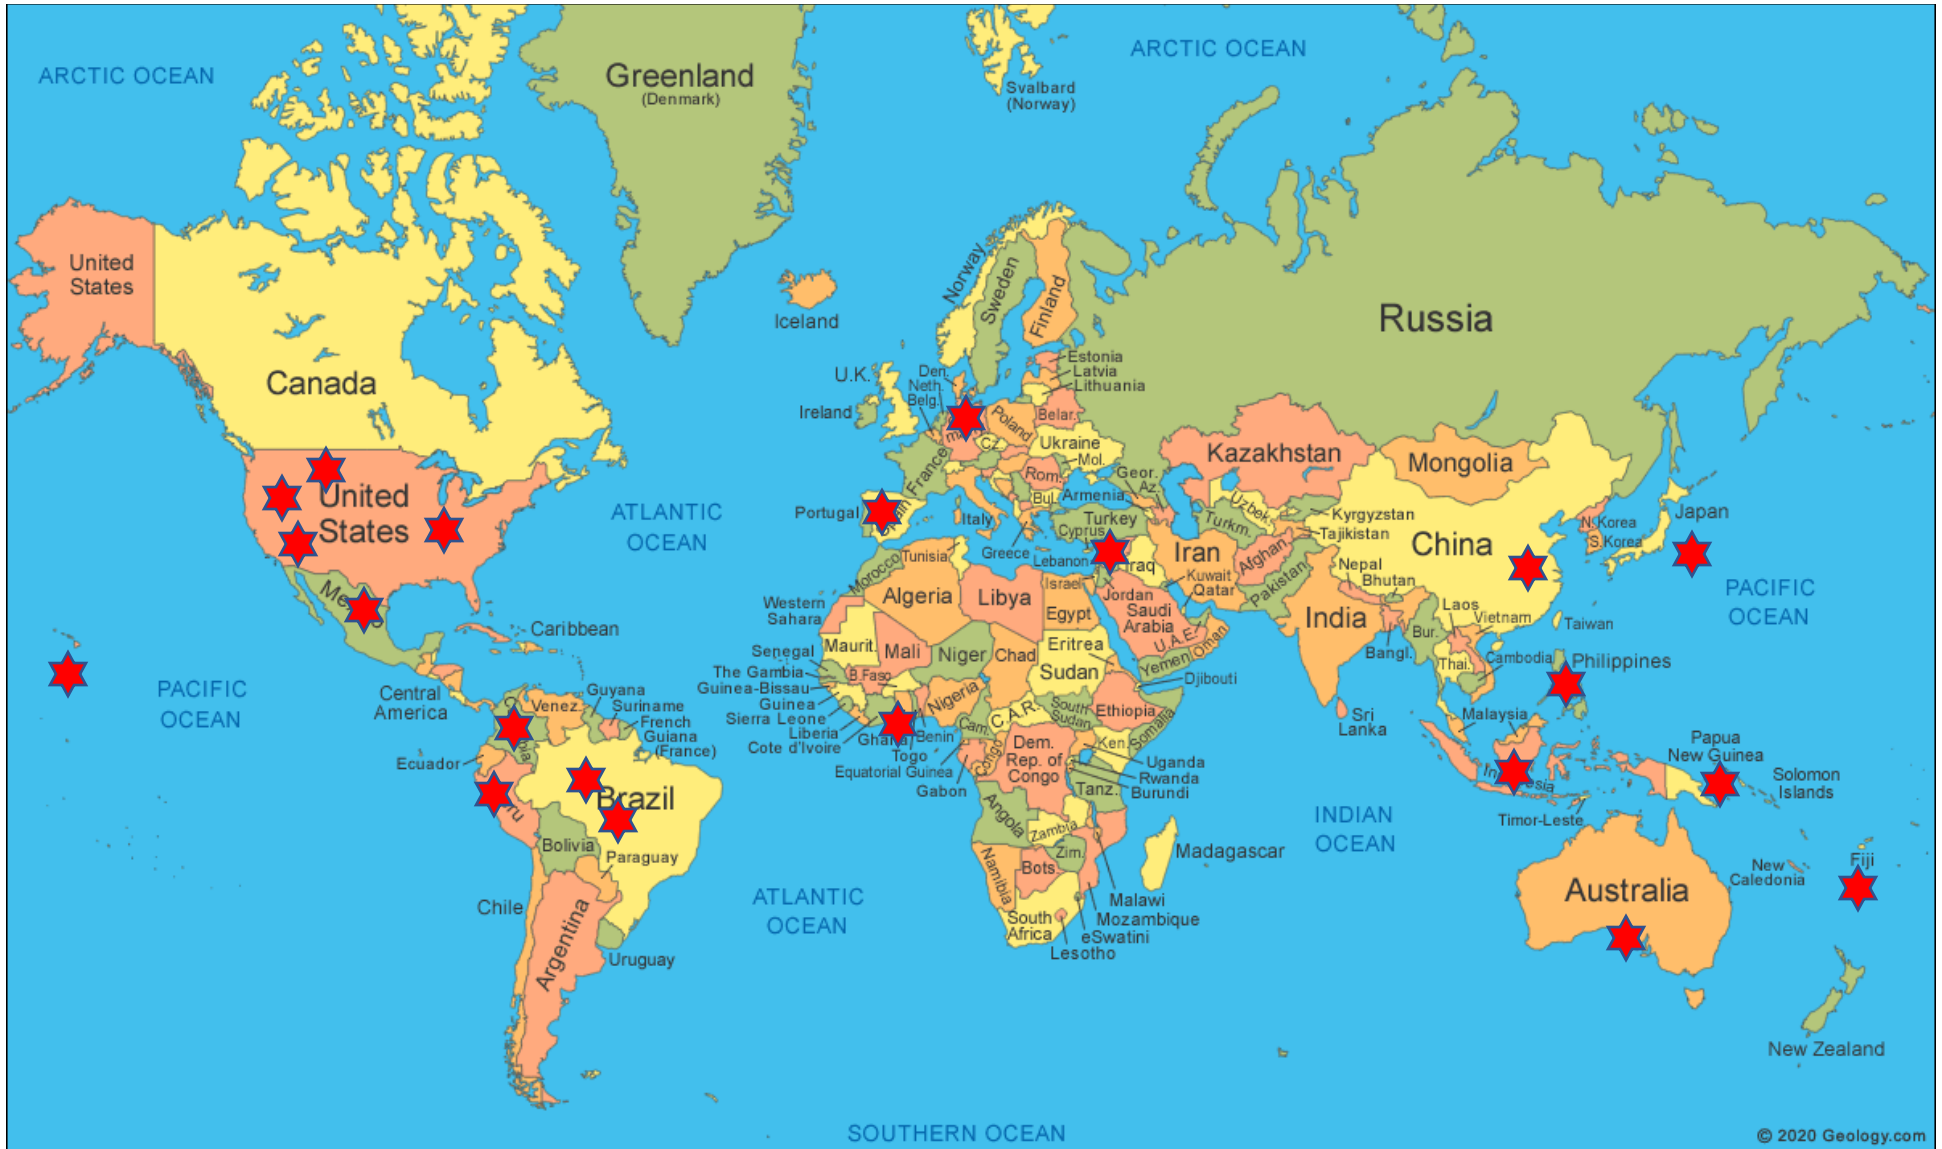 ARCTIC OCEAN
Greenland
(Denmark)
ARCTIC OCEAN
Svalbard
(Norway)
United
States
Canada
Iceland
Norway
Sweden
Finland
Russia
Estonia
Latvia
Lithuania
U.K.
Ireland
Den.
Neth.
Belg.
Poland
Belar.
Cz.
Ukraine
Mol.
Rom.
Bul.
France
Portugal
Italy
Greece
Geor.
Az.
Armenia
Turkey
Cyprus
Lebanon
Israel
Iraq
Jordan
Kuwait
Qatar
Saudi
Arabia
U.A.E.
Oman
Yemen
Iran
Kazakhstan
Uzbek.
Turkm.
Kyrgyzstan
Tajikistan
Afghan.
Pakistan
Mongolia
China
N. Korea
S. Korea
Japan
Nepal
Bhutan
India
Bangl.
Bur.
Laos
Vietnam
Thai.
Cambodia
Taiwan
Philippines
Sri
Lanka
Malaysia
Papua
New Guinea
Solomon
Islands
Timor-Leste
Australia
New
Caledonia
Fiji
New Zealand
PACIFIC
OCEAN
INDIAN
OCEAN
United
States
ATLANTIC
OCEAN
PACIFIC
OCEAN
Caribbean
Central
America
Venez.
Guyana
Suriname
French
Guiana
(France)
Ecuador
Brazil
Bolivia
Paraguay
Chile
Argentina
Uruguay
ATLANTIC
OCEAN
Morocco
Tunisia
Algeria
Libya
Egypt
Western
Sahara
Maurit.
Mali
Niger
Chad
Eritrea
Sudan
Djibouti
Senegal
The Gambia
Guinea-Bissau
Guinea
Sierra Leone
Liberia
Cote d'Ivoire
B.Faso
Ghana
Togo
Benin
Nigeria
Cam.
C.A.R.
South
Sudan
Ethiopia
Somalia
Equatorial Guinea
Gabon
Congo
Dem.
Rep. of
Congo
Ken.
Uganda
Rwanda
Burundi
Tanz.
Angola
Zambia
Zim.
Bots.
Namibia
South
Africa
Madagascar
Malawi
Mozambique
eSwatini
Lesotho
SOUTHERN OCEAN
© 2020 Geology.com